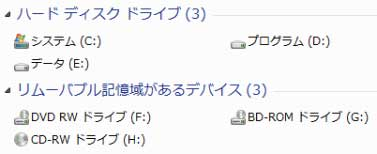 ハード ディスク ドライブ (3)
システム (C:) プログラム (D:)
データ (E:)
リムーバブル記憶域があるデバイス (3)
DVD RW ドライブ (F:) BD-ROM ドライブ (G:)
CD-RW ドライブ (H:)